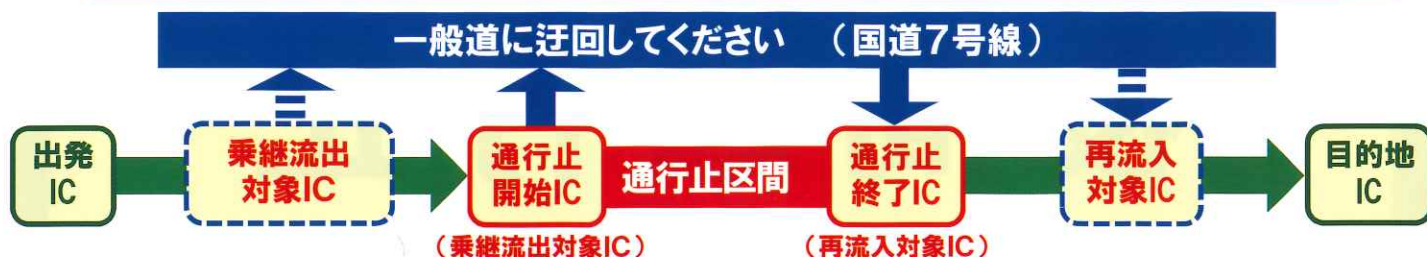 一般道に迂回してください （国道7号線）
出発
IC
乗継流出
対象IC
通行止
開始IC
通行止区間
通行止
終了IC
再流入
対象IC
目的地
IC
（乗継流出対象IC）
（再流入対象IC）